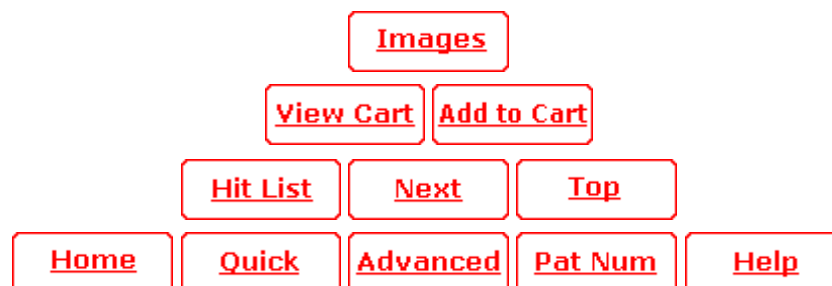 Images
View Cart Add to Cart
Hit List Next Top
Home Quick Advanced Pat Num Help